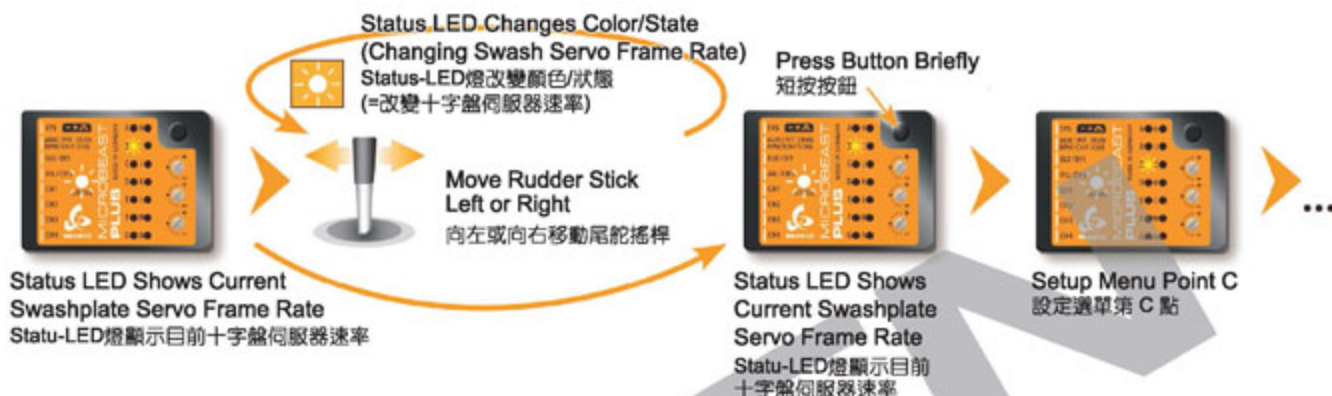 Status LED Changes Color/State
(Changing Swash Servo Frame Rate)
Status-LED燈改變顏色/狀態
(=改變十字盤伺服器速率)
Press Button Briefly
短按按鈕
Move Rudder Stick
Left or Right
向左或向右移動尾舵搖桿
MICROBEAST
PLUS
MICROBEAST
PLUS
MICROBEAST
PLUS
Status LED Shows Current
Swashplate Servo Frame Rate
Statu-LED燈顯示目前十字盤伺服器速率
Status LED Shows
Current Swashplate
Servo Frame Rate
Statu-LED燈顯示目前
十字盤伺服器速率
Setup Menu Point C
設定選單第 C 點
...